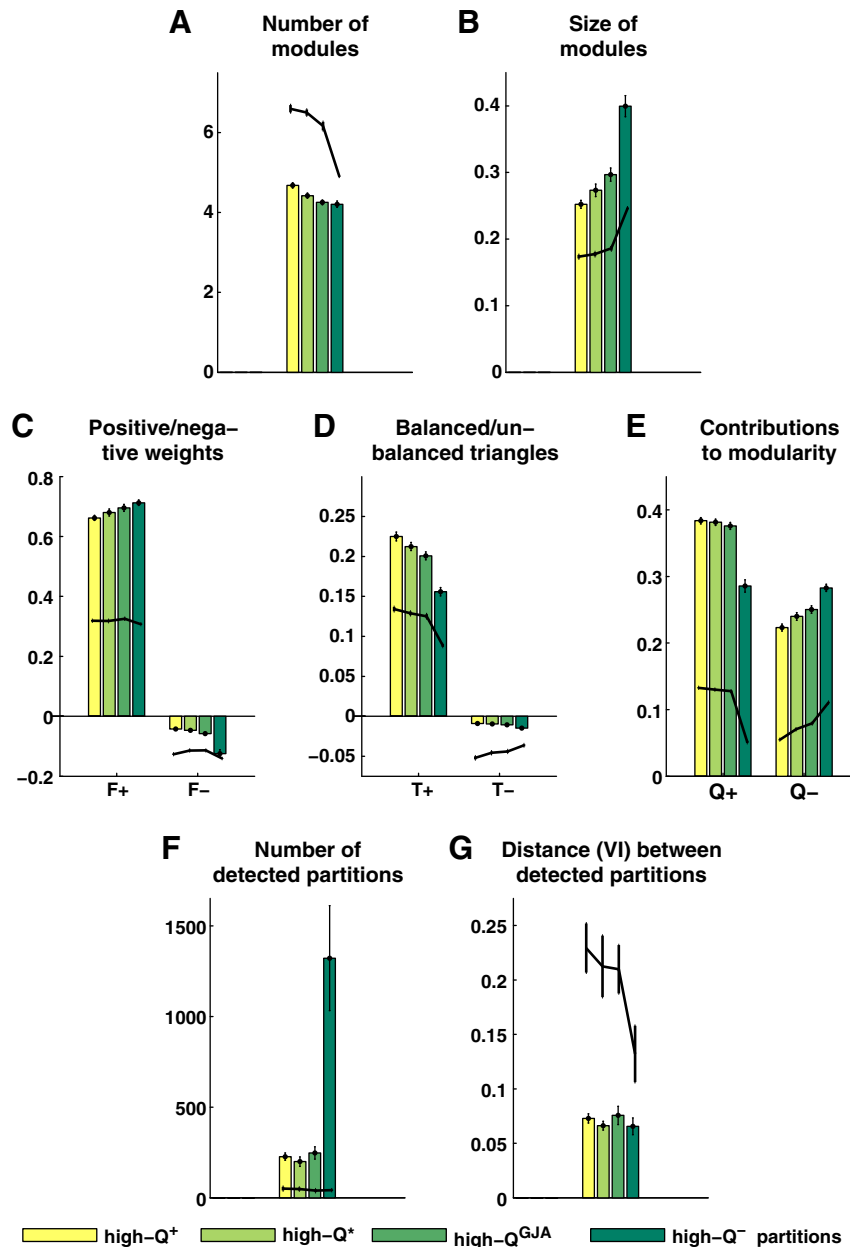 A Number of modules
B Size of modules
6
4
2
0
0.4
0.3
0.2
0.1
0
C Positive/nega−
tive weights
D Balanced/un−
balanced triangles
E Contributions
to modularity
0.8
0.6
0.4
0.2
0
−0.2
F+ F−
0.25
0.2
0.15
0.1
0.05
0
−0.05
T+ T−
0.4
0.3
0.2
0.1
0
Q+ Q−
F Number of
detected partitions
G Distance (VI) between
detected partitions
1500
1000
500
0
0.25
0.2
0.15
0.1
0.05
0
high−Q+ high−Q* high−QGJA high−Q− partitions